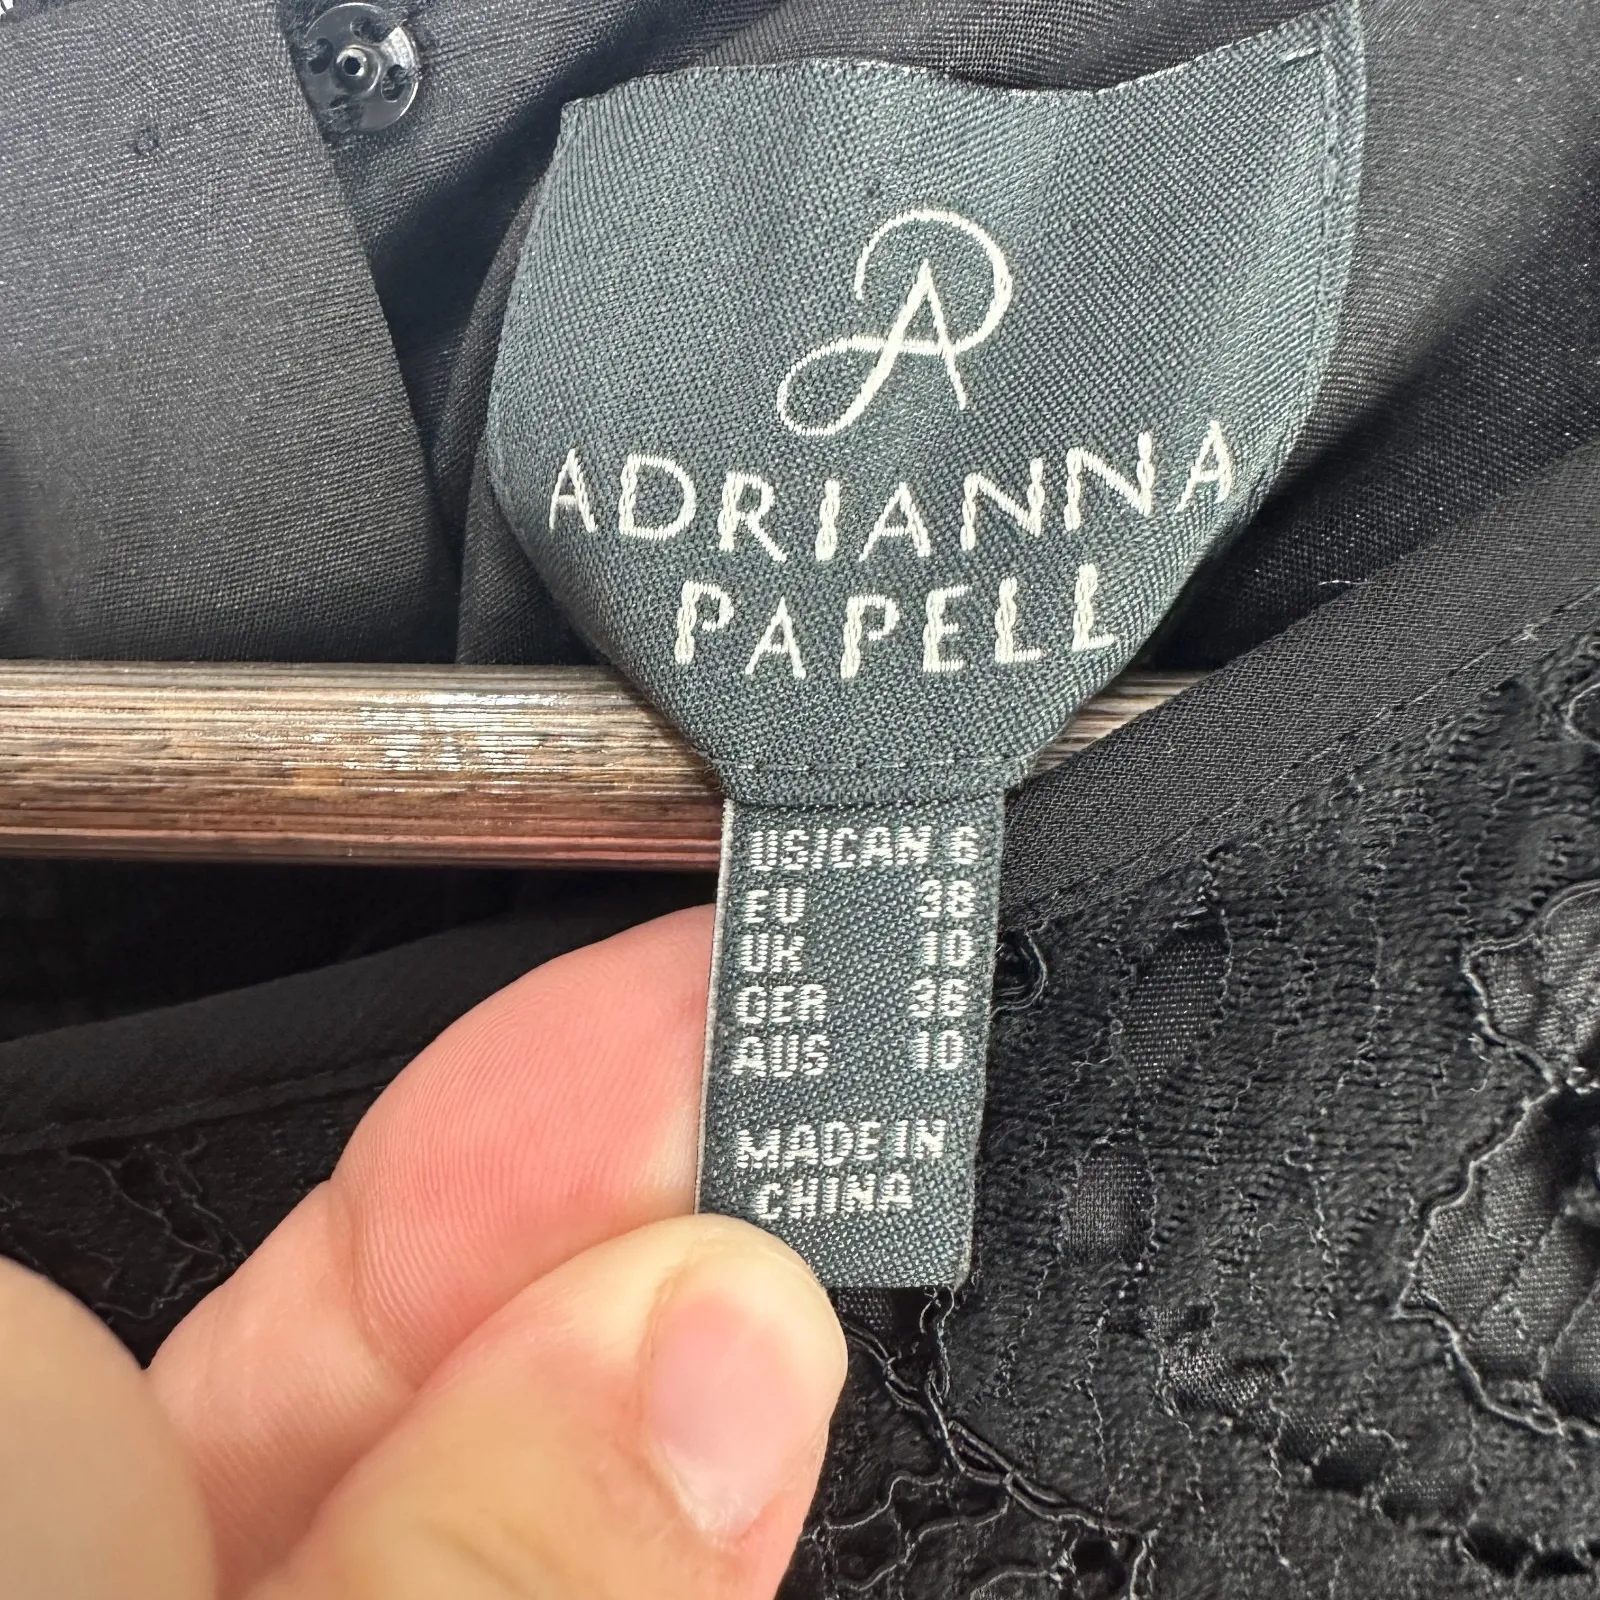 AP
ADRIANNA
PAPELL
US/CAN 6
EU 38
UK 10
GER 36
AUS 10
MADE IN
CHINA